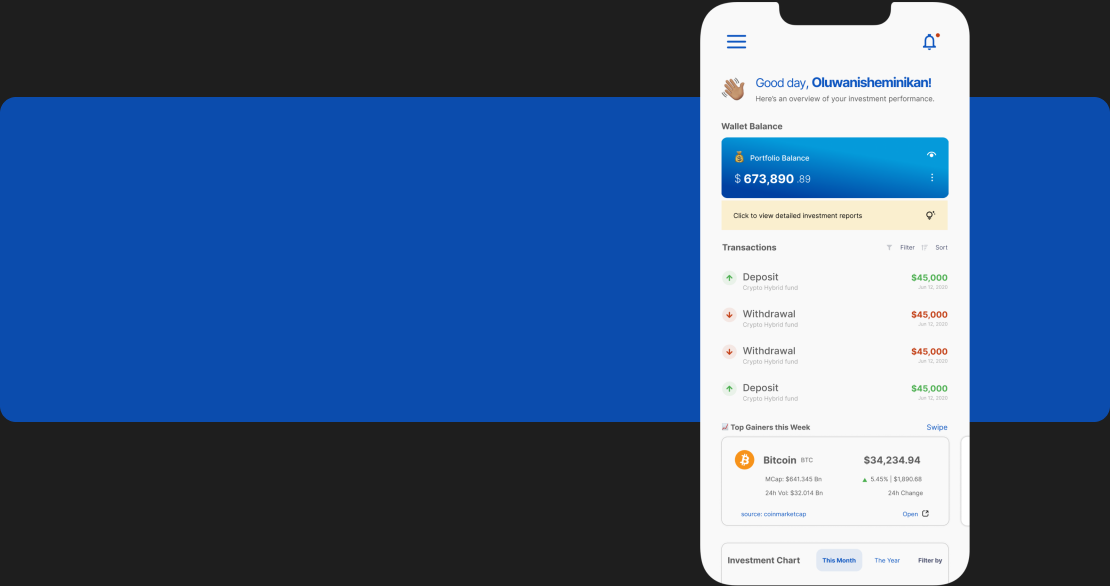 Good day, Oluwanisheminikan!
Here's an overview of your investment performance.
Wallet Balance
Portfolio Balance
$ 673,890 .89
Click to view detailed investment reports
Transactions Filter Sort
Deposit $45,000
Crypto Hybrid fund Jun 12, 2020
Withdrawal $45,000
Crypto Hybrid fund Jun 12, 2020
Withdrawal $45,000
Crypto Hybrid fund Jun 12, 2020
Deposit $45,000
Crypto Hybrid fund Jun 12, 2020
Top Gainers this Week Swipe
Bitcoin BTC $34,234.94
MCap: $641.345 Bn 5.45% | $1,890.68
24h Vol: $32.014 Bn 24h Change
source: coinmarketcap Open
Investment Chart This Month The Year Filter by